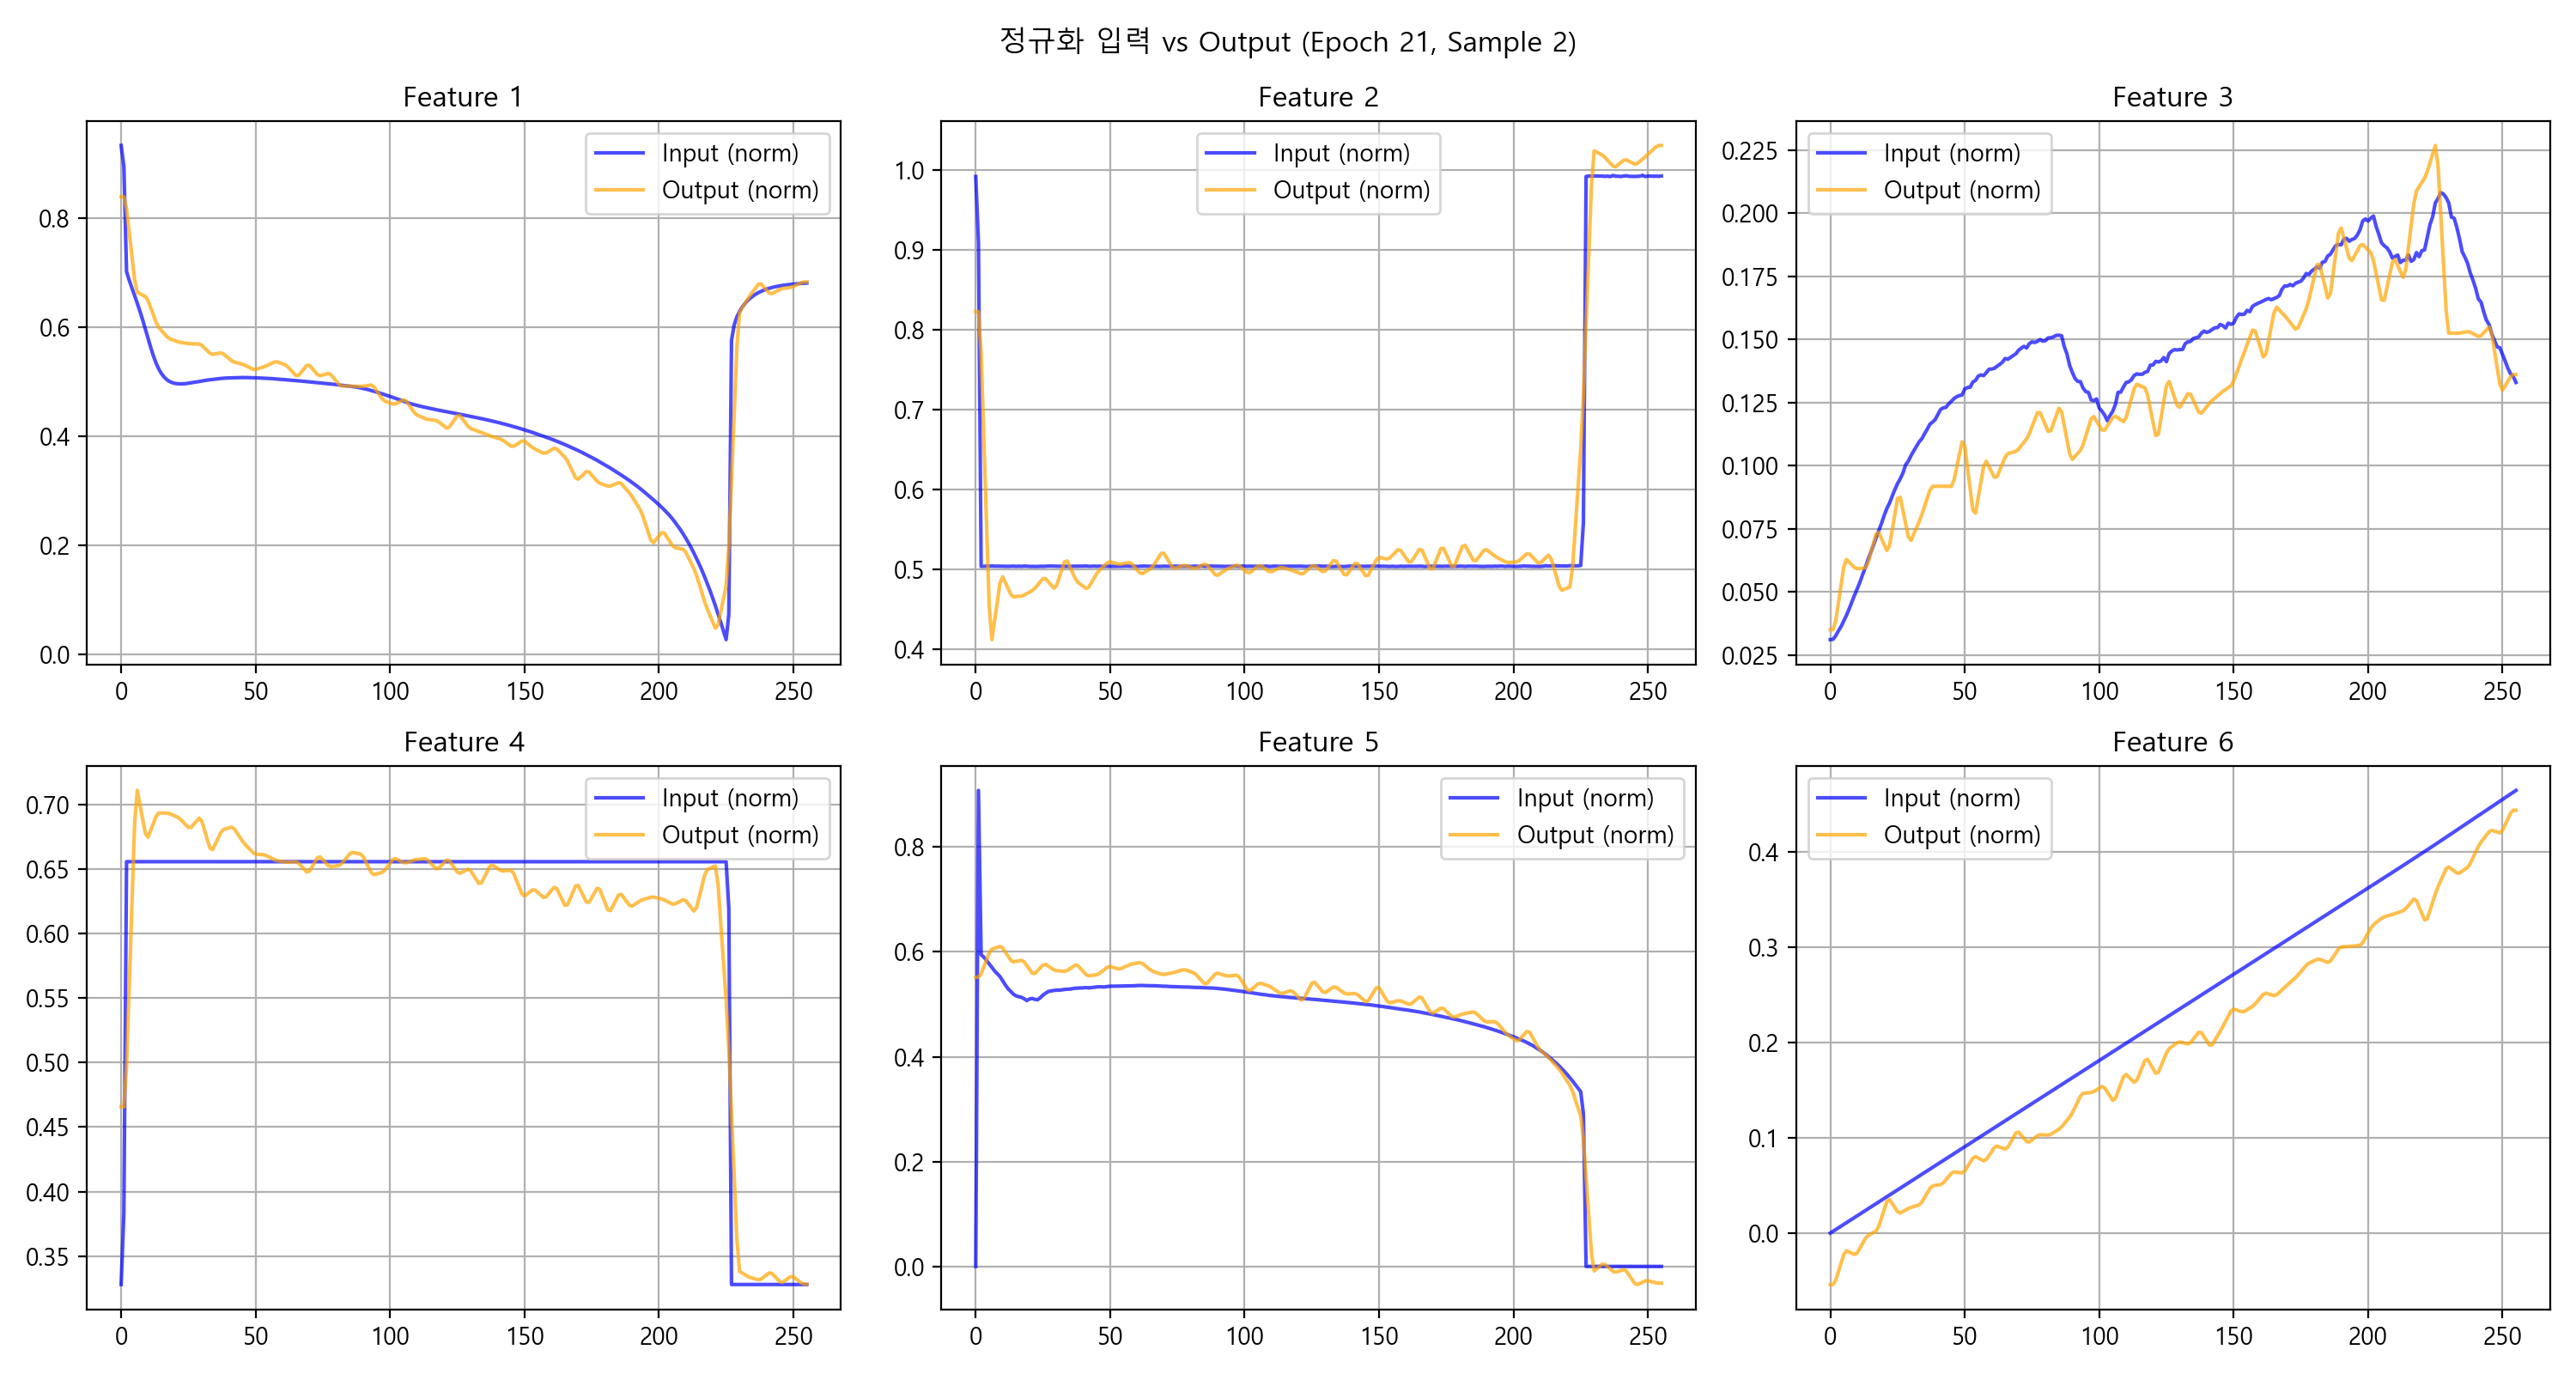 정규화 입력 vs Output (Epoch 21, Sample 2)
Feature 1
Input (norm)
Output (norm)
0.8
0.6
0.4
0.2
0.0
0 50 100 150 200 250
Feature 2
Input (norm)
Output (norm)
1.0
0.9
0.8
0.7
0.6
0.5
0.4
0 50 100 150 200 250
Feature 3
Input (norm)
Output (norm)
0.225
0.200
0.175
0.150
0.125
0.100
0.075
0.050
0.025
0 50 100 150 200 250
Feature 4
Input (norm)
Output (norm)
0.70
0.65
0.60
0.55
0.50
0.45
0.40
0.35
0 50 100 150 200 250
Feature 5
Input (norm)
Output (norm)
0.8
0.6
0.4
0.2
0.0
0 50 100 150 200 250
Feature 6
Input (norm)
Output (norm)
0.4
0.3
0.2
0.1
0.0
0 50 100 150 200 250